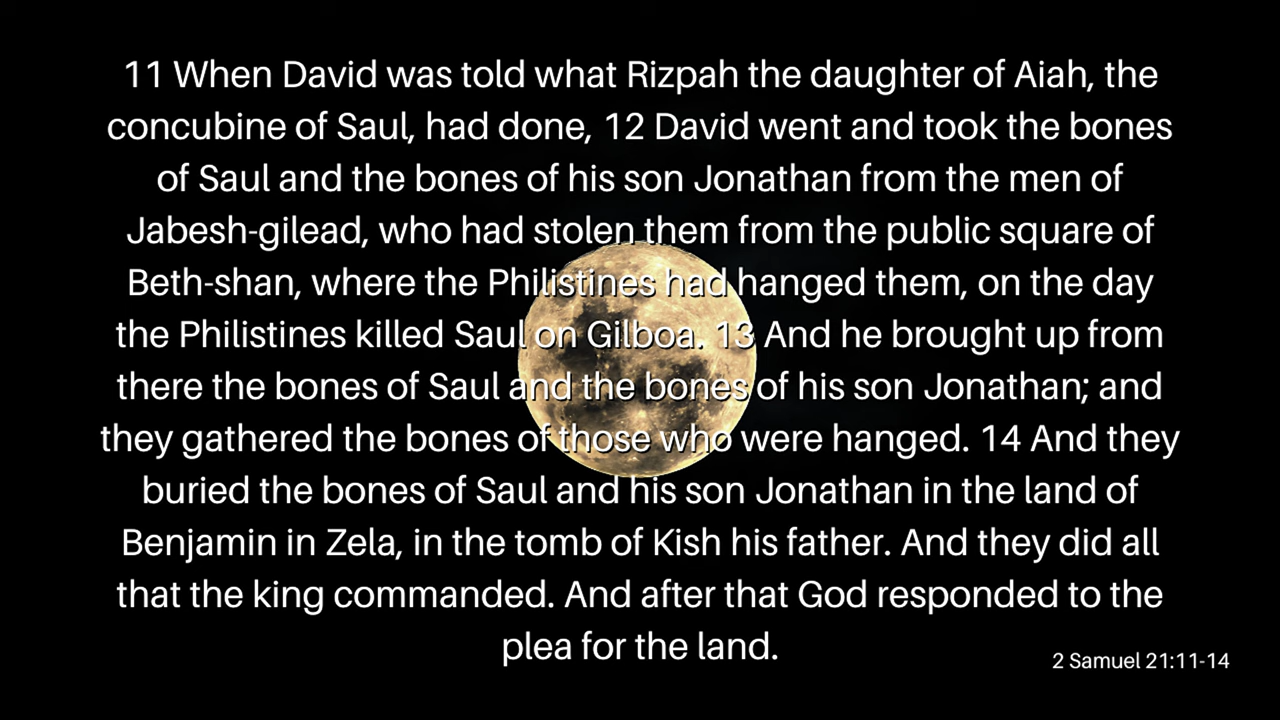 11 When David was told what Rizpah the daughter of Aiah, the
concubine of Saul, had done, 12 David went and took the bones
of Saul and the bones of his son Jonathan from the men of
Jabesh-gilead, who had stolen them from the public square of
Beth-shan, where the Philistines had hanged them, on the day
the Philistines killed Saul on Gilboa. 13 And he brought up from
there the bones of Saul and the bones of his son Jonathan; and
they gathered the bones of those who were hanged. 14 And they
buried the bones of Saul and his son Jonathan in the land of
Benjamin in Zela, in the tomb of Kish his father. And they did all
that the king commanded. And after that God responded to the
plea for the land.
2 Samuel 21:11-14